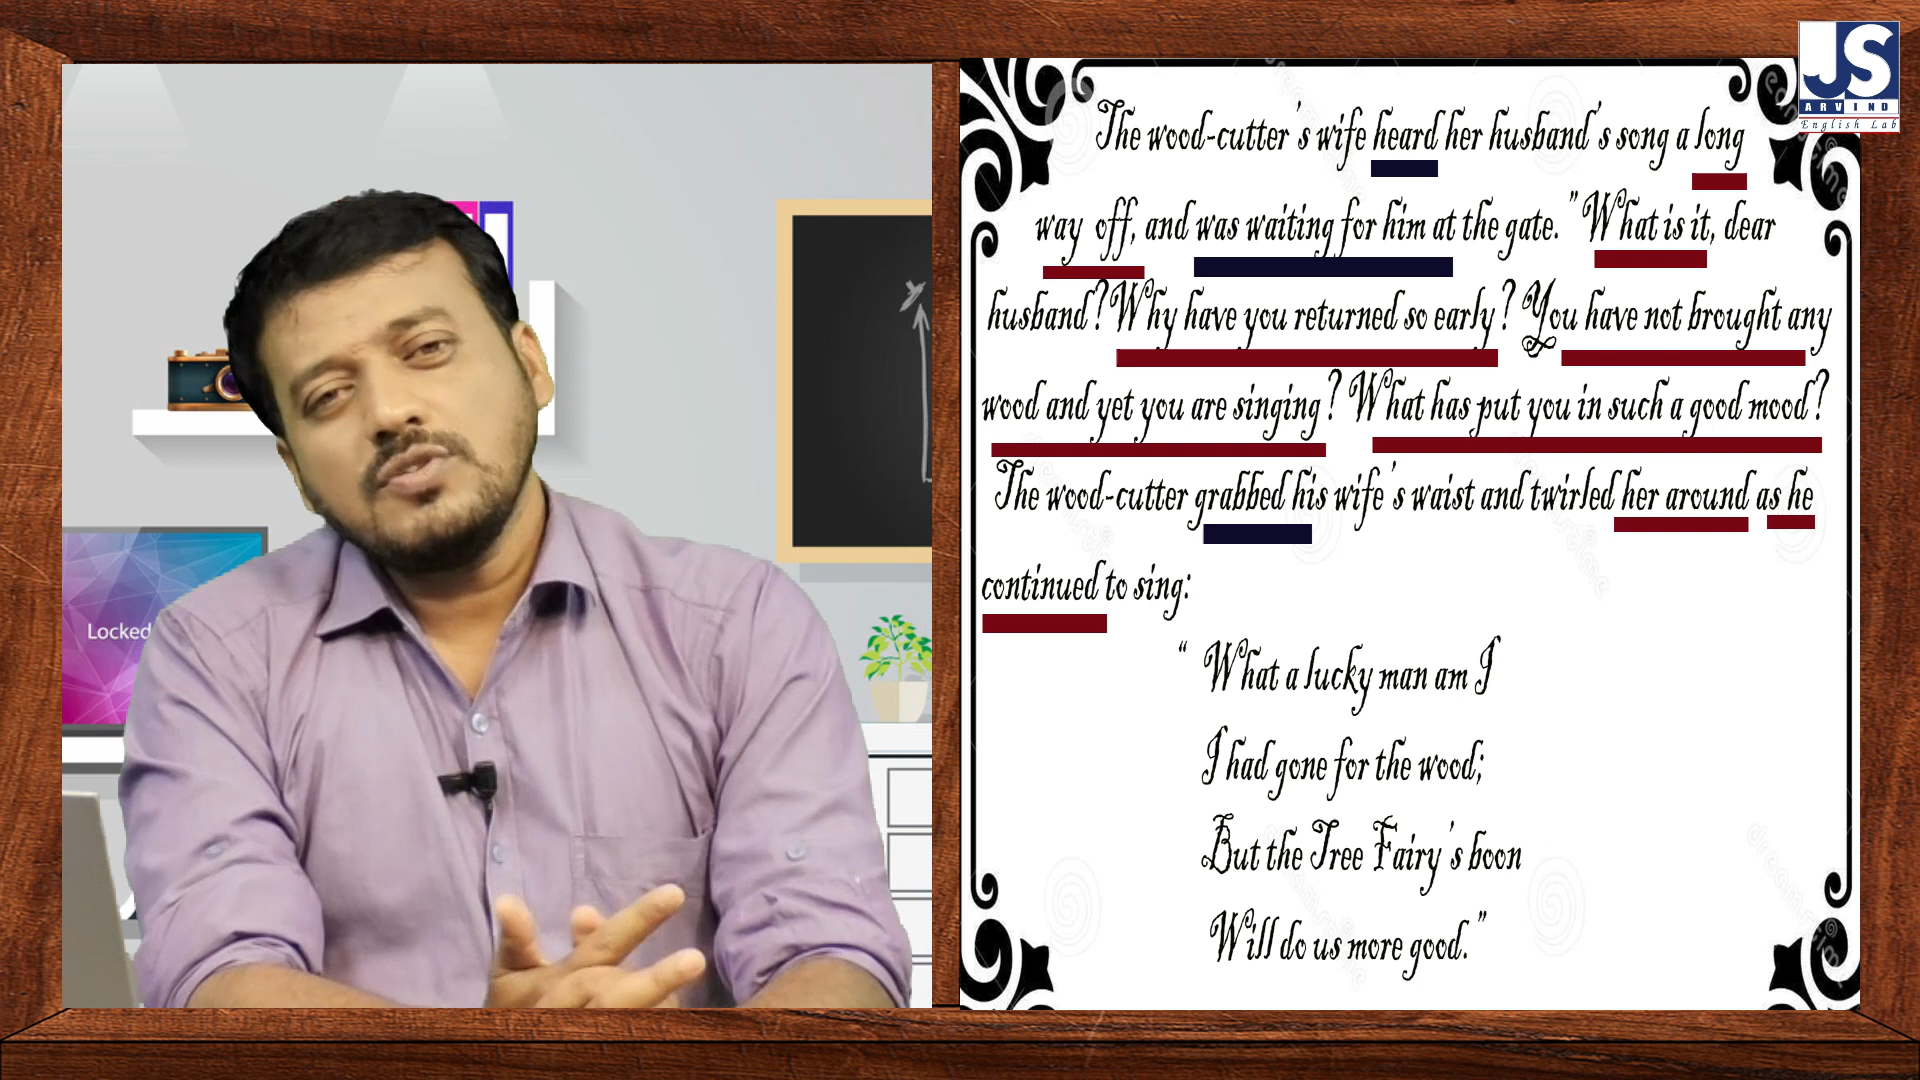 JS
ARVIND
English Lab
The wood-cutter's wife heard her husband's song a long
way off, and was waiting for him at the gate. "What is it, dear
husband? Why have you returned so early? You have not brought any
wood and yet you are singing? What has put you in such a good mood?
The wood-cutter grabbed his wife's waist and twirled her around as he
continued to sing:
" What a lucky man am I
I had gone for the wood;
But the Tree Fairy's boon
Will do us more good."
Locked